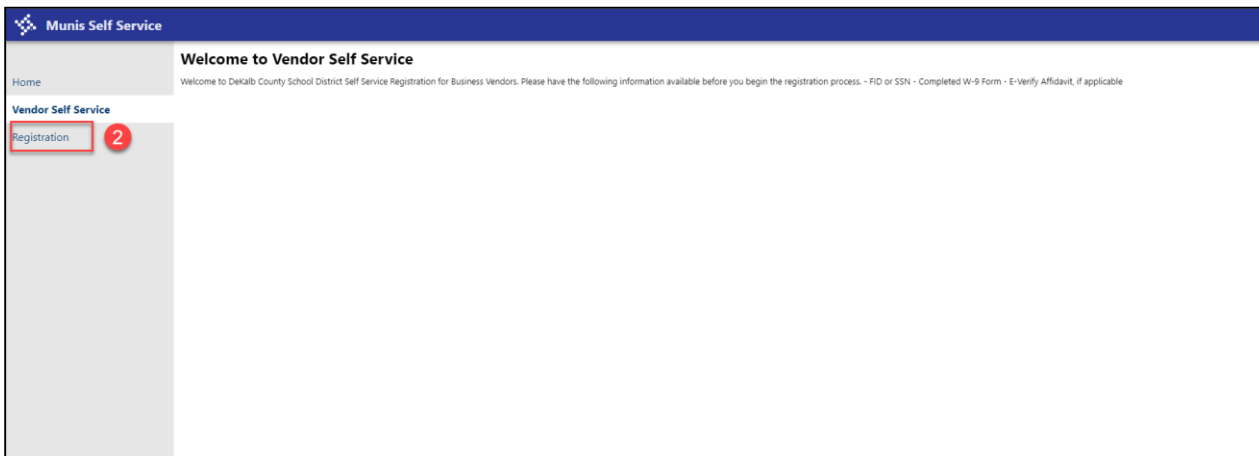 Munis Self Service
Welcome to Vendor Self Service
Welcome to DeKalb County School District Self Service Registration for Business Vendors. Please have the following information available before you begin the registration process. - FID or SSN - Completed W-9 Form - E-Verify Affidavit, if applicable
Home
Vendor Self Service
Registration 2